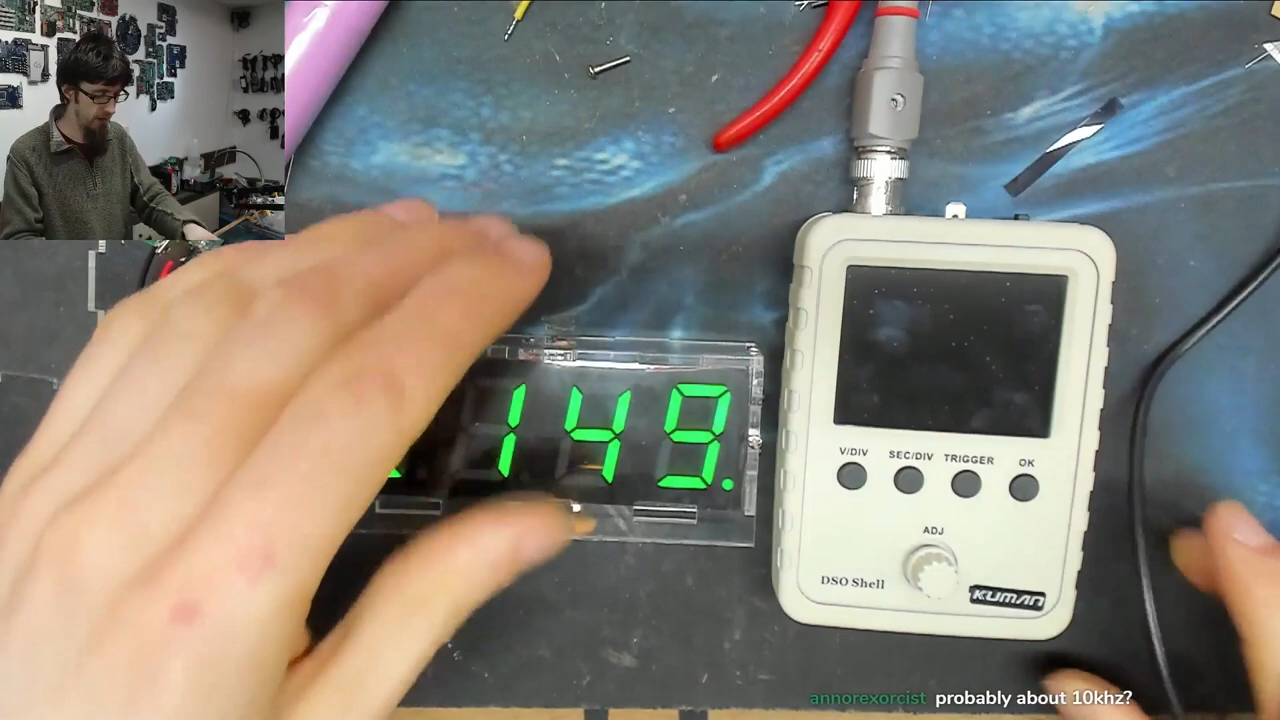 149.
V/DIV SEC/DIV TRIGGER OK
ADJ
DSO Shell KUMAN
annorexorcist probably about 10khz?